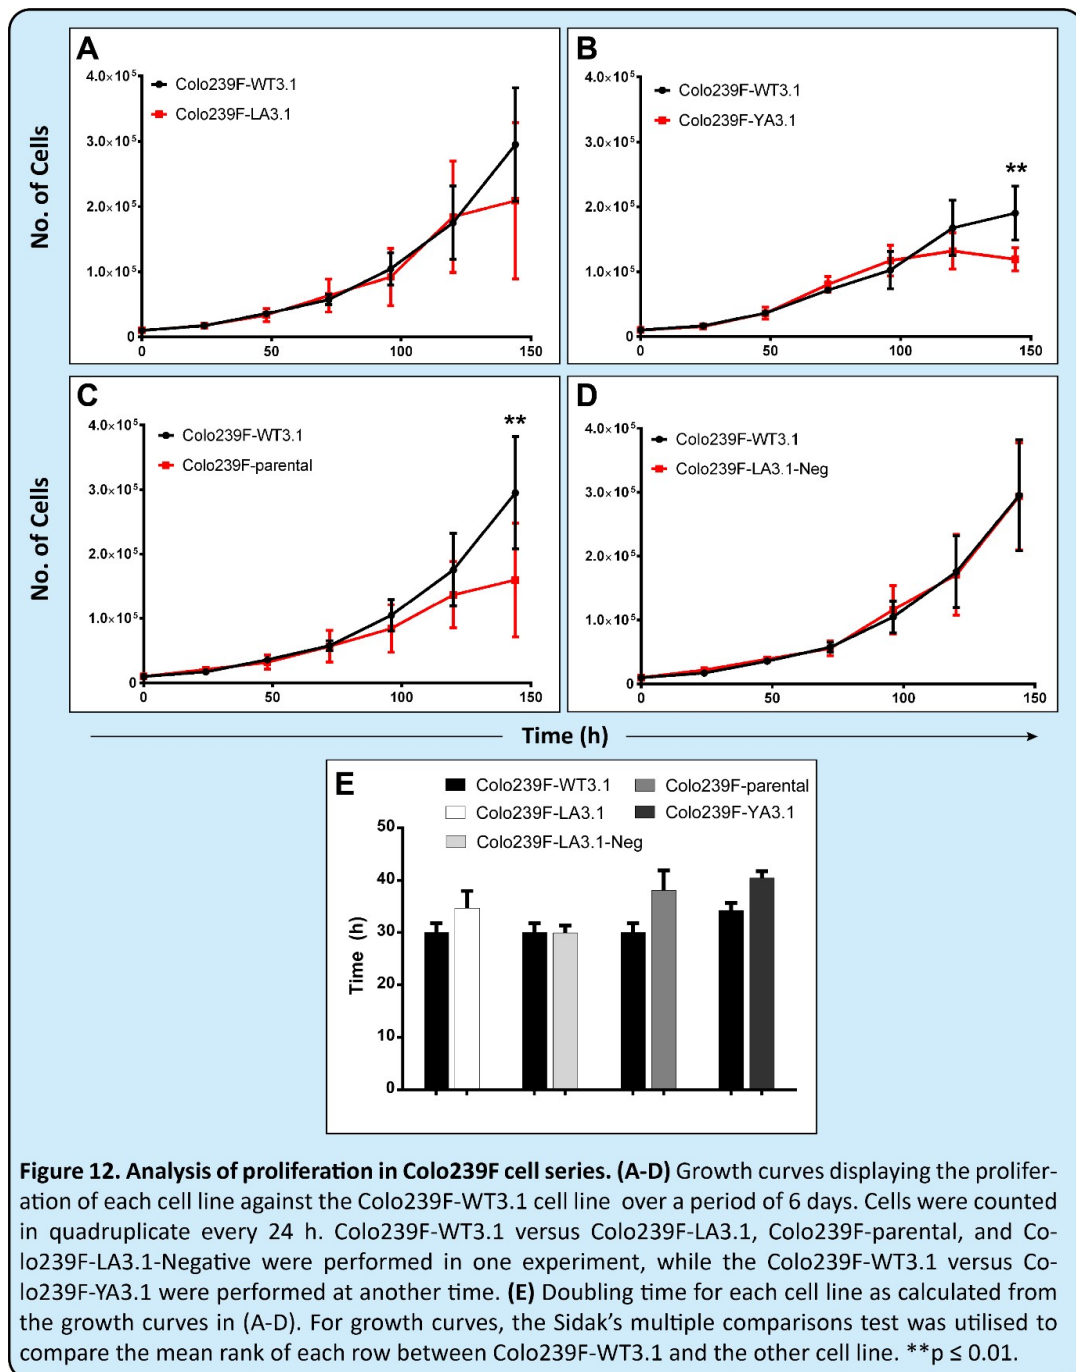 A
4.0×10⁵
3.0×10⁵
2.0×10⁵
1.0×10⁵
0
0 50 100 150
Colo239F-WT3.1
Colo239F-LA3.1
No. of Cells
B
4.0×10⁵
3.0×10⁵
2.0×10⁵
1.0×10⁵
0
0 50 100 150
Colo239F-WT3.1
Colo239F-YA3.1
**
C
4.0×10⁵
3.0×10⁵
2.0×10⁵
1.0×10⁵
0
0 50 100 150
Colo239F-WT3.1
Colo239F-parental
**
No. of Cells
D
4.0×10⁵
3.0×10⁵
2.0×10⁵
1.0×10⁵
0
0 50 100 150
Colo239F-WT3.1
Colo239F-LA3.1-Neg
Time (h)
E
Colo239F-WT3.1
Colo239F-parental
Colo239F-LA3.1
Colo239F-YA3.1
Colo239F-LA3.1-Neg
50
40
30
20
10
0
Time (h)
Figure 12. Analysis of proliferation in Colo239F cell series. (A-D) Growth curves displaying the prolifer-
ation of each cell line against the Colo239F-WT3.1 cell line over a period of 6 days. Cells were counted
in quadruplicate every 24 h. Colo239F-WT3.1 versus Colo239F-LA3.1, Colo239F-parental, and Co-
lo239F-LA3.1-Negative were performed in one experiment, while the Colo239F-WT3.1 versus Co-
lo239F-YA3.1 were performed at another time. (E) Doubling time for each cell line as calculated from
the growth curves in (A-D). For growth curves, the Sidak's multiple comparisons test was utilised to
compare the mean rank of each row between Colo239F-WT3.1 and the other cell line. **p ≤ 0.01.